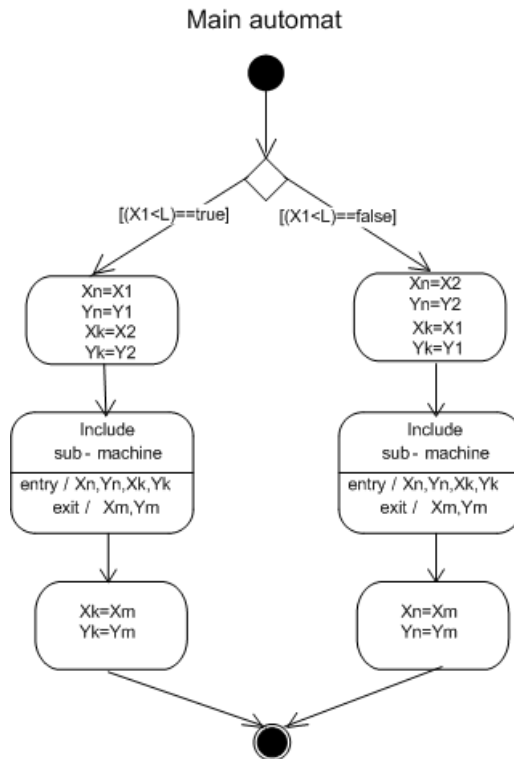 Main automat
[(X1<L)==true]
[(X1<L)==false]
Xn=X1
Yn=Y1
Xk=X2
Yk=Y2
Xn=X2
Yn=Y2
Xk=X1
Yk=Y1
Include
sub - machine
entry / Xn,Yn,Xk,Yk
exit / Xm,Ym
Include
sub - machine
entry / Xn,Yn,Xk,Yk
exit / Xm,Ym
Xk=Xm
Yk=Ym
Xn=Xm
Yn=Ym